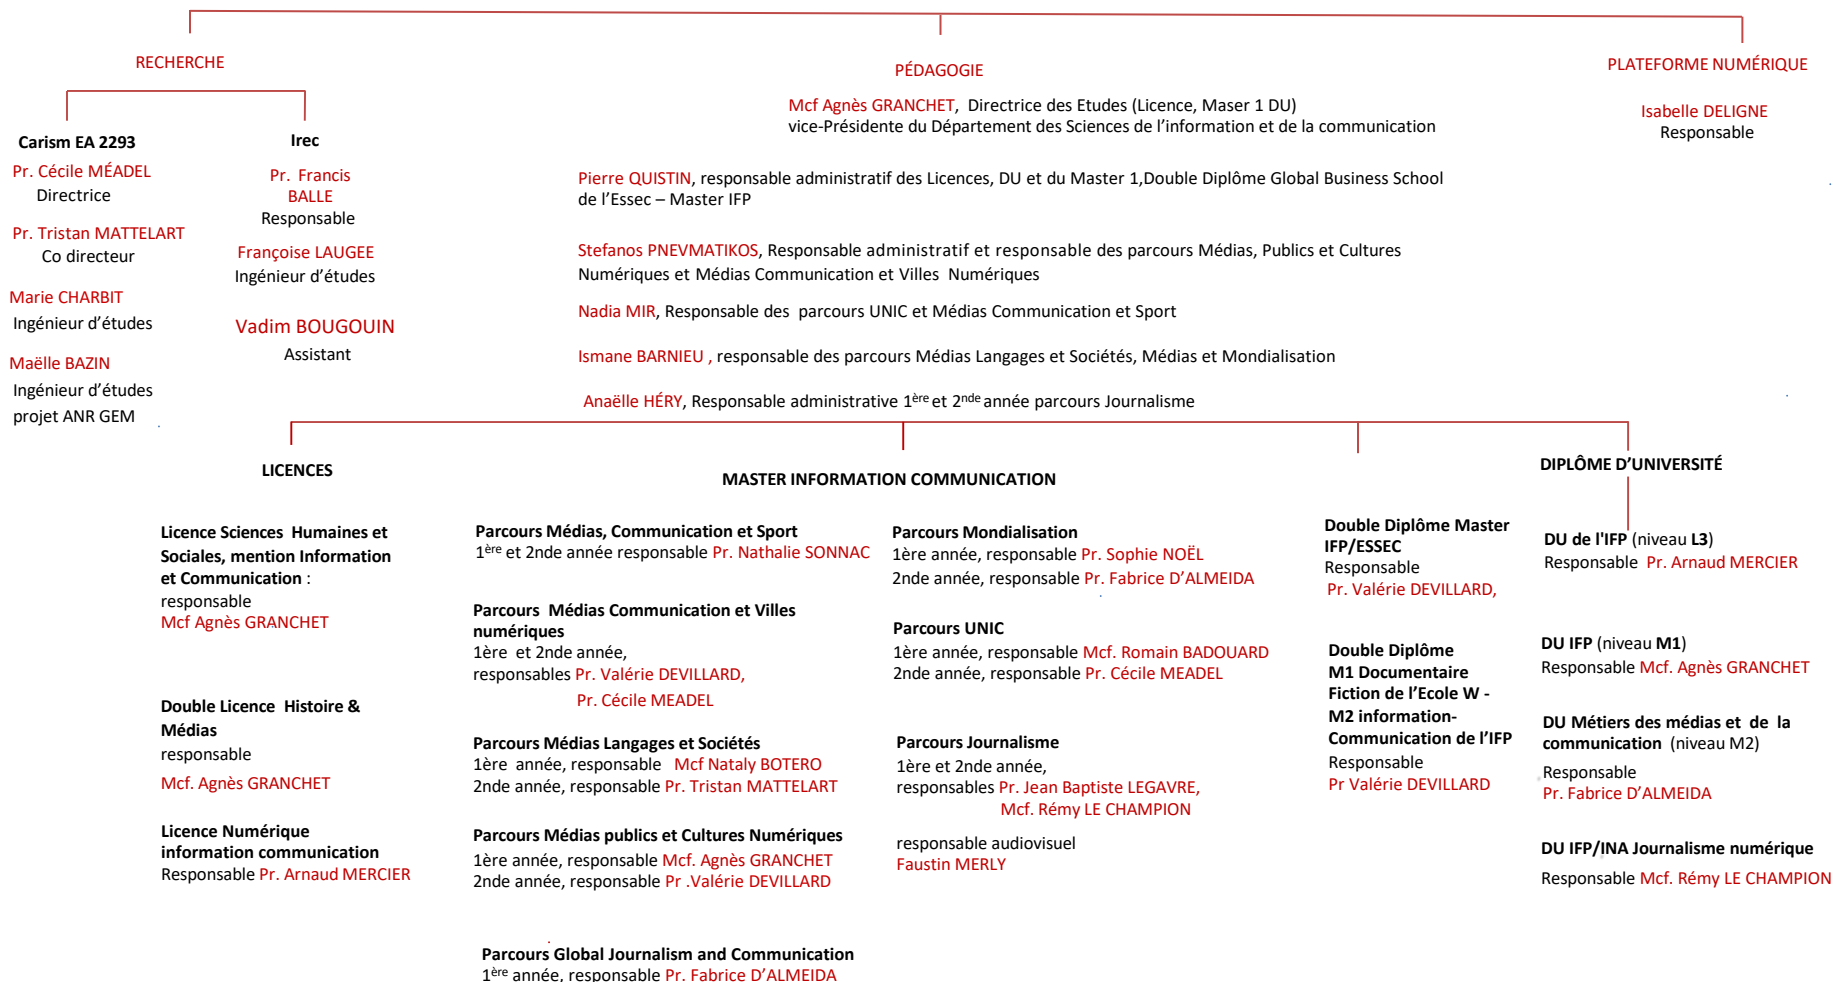 RECHERCHE
PÉDAGOGIE
PLATEFORME NUMÉRIQUE
Carism EA 2293
Pr. Cécile MÉADEL
Directrice
Pr. Tristan MATTELART
Co directeur
Marie CHARBIT
Ingénieur d’études
Maëlle BAZIN
Ingénieur d’études
projet ANR GEM
Irec
Pr. Francis
BALLE
Responsable
Françoise LAUGEE
Ingénieur d’études
Vadim BOUGOUIN
Assistant
Mcf Agnès GRANCHET, Directrice des Etudes (Licence, Maser 1 DU)
vice-Présidente du Département des Sciences de l’information et de la communication
Pierre QUISTIN, responsable administratif des Licences, DU et du Master 1,Double Diplôme Global Business School
de l’Essec – Master IFP
Stefanos PNEVMATIKOS, Responsable administratif et responsable des parcours Médias, Publics et Cultures
Numériques et Médias Communication et Villes Numériques
Nadia MIR, Responsable des parcours UNIC et Médias Communication et Sport
Ismane BARNIEU , responsable des parcours Médias Langages et Sociétés, Médias et Mondialisation
Anaëlle HÉRY, Responsable administrative 1ère et 2nde année parcours Journalisme
Isabelle DELIGNE
Responsable
LICENCES
Licence Sciences Humaines et
Sociales, mention Information
et Communication :
responsable
Mcf Agnès GRANCHET
Double Licence Histoire &
Médias
responsable
Mcf. Agnès GRANCHET
Licence Numérique
information communication
Responsable Pr. Arnaud MERCIER
MASTER INFORMATION COMMUNICATION
Parcours Médias, Communication et Sport
1ère et 2nde année responsable Pr. Nathalie SONNAC
Parcours Médias Communication et Villes
numériques
1ère et 2nde année,
responsables Pr. Valérie DEVILLARD,
Pr. Cécile MEADEL
Parcours Médias Langages et Sociétés
1ère année, responsable Mcf Nataly BOTERO
2nde année, responsable Pr. Tristan MATTELART
Parcours Médias publics et Cultures Numériques
1ère année, responsable Mcf. Agnès GRANCHET
2nde année, responsable Pr .Valérie DEVILLARD
Parcours Global Journalism and Communication
1ère année, responsable Pr. Fabrice D’ALMEIDA
Parcours Mondialisation
1ère année, responsable Pr. Sophie NOËL
2nde année, responsable Pr. Fabrice D’ALMEIDA
Parcours UNIC
1ère année, responsable Mcf. Romain BADOUARD
2nde année, responsable Pr. Cécile MEADEL
Parcours Journalisme
1ère et 2nde année,
responsables Pr. Jean Baptiste LEGAVRE,
Mcf. Rémy LE CHAMPION
responsable audiovisuel
Faustin MERLY
Double Diplôme Master
IFP/ESSEC
Responsable
Pr. Valérie DEVILLARD,
Double Diplôme
M1 Documentaire
Fiction de l’Ecole W -
M2 information-
Communication de l’IFP
Responsable
Pr Valérie DEVILLARD
DIPLÔME D’UNIVERSITÉ
DU de l'IFP (niveau L3)
Responsable Pr. Arnaud MERCIER
DU IFP (niveau M1)
Responsable Mcf. Agnès GRANCHET
DU Métiers des médias et de la
communication (niveau M2)
Responsable
Pr. Fabrice D’ALMEIDA
DU IFP/INA Journalisme numérique
Responsable Mcf. Rémy LE CHAMPION